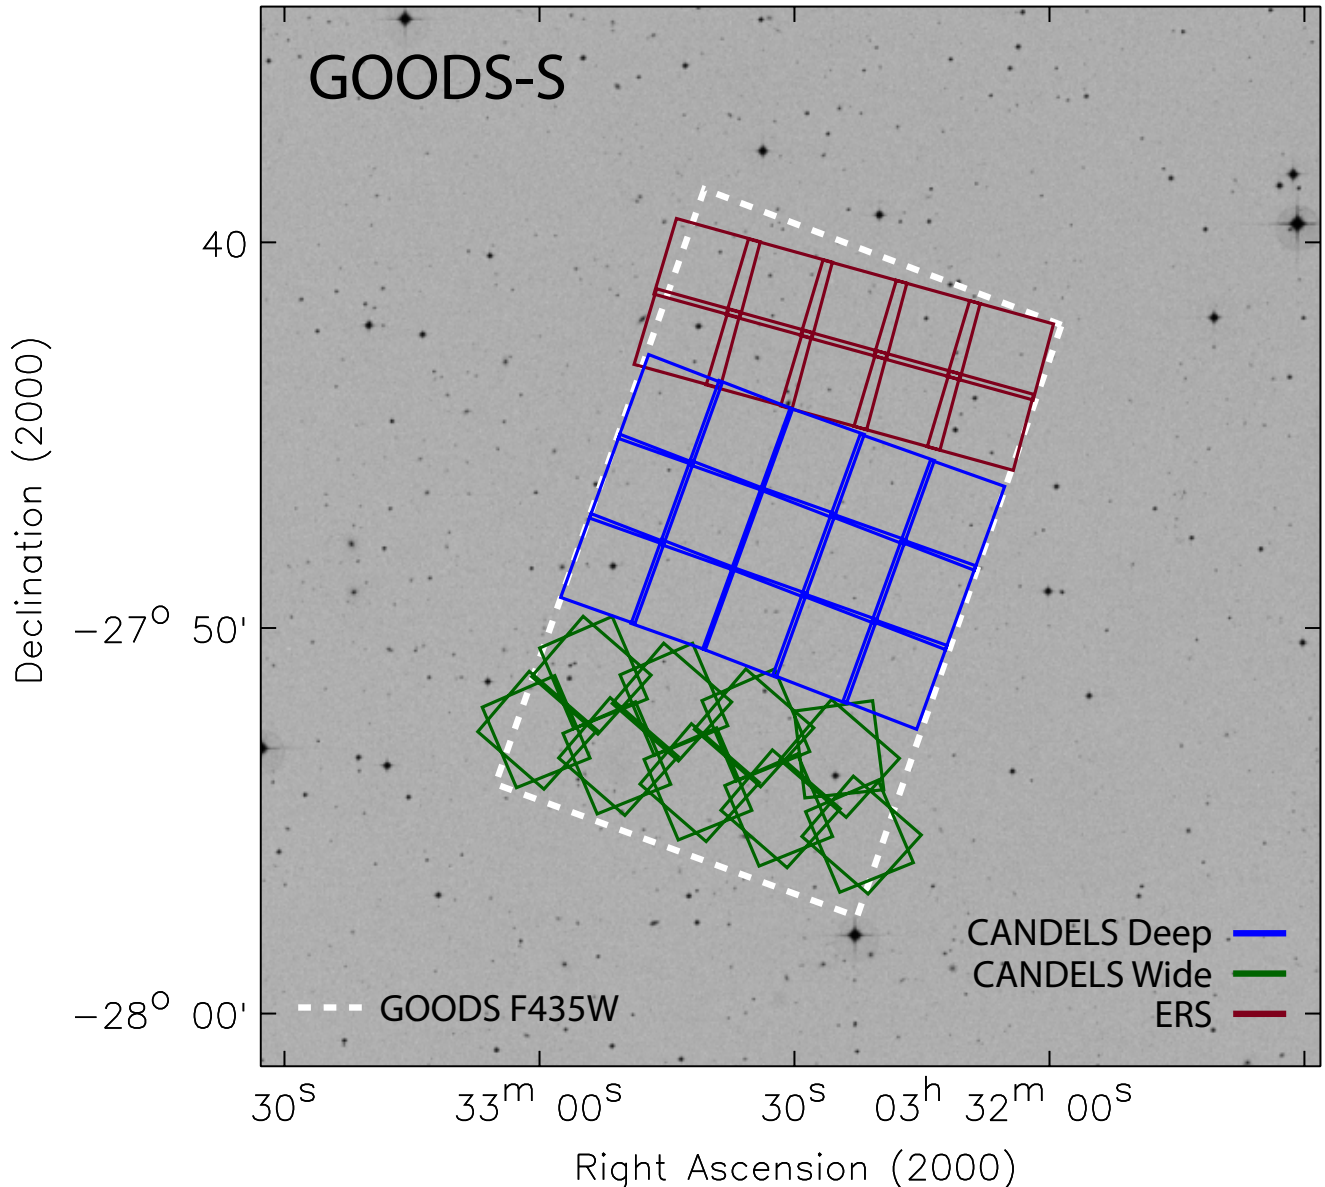 GOODS-S
40
Declination (2000)
−27° 50'
CANDELS Deep
CANDELS Wide
ERS
GOODS F435W
−28° 00'
30s 33m 00s 30s 03h 32m 00s
Right Ascension (2000)